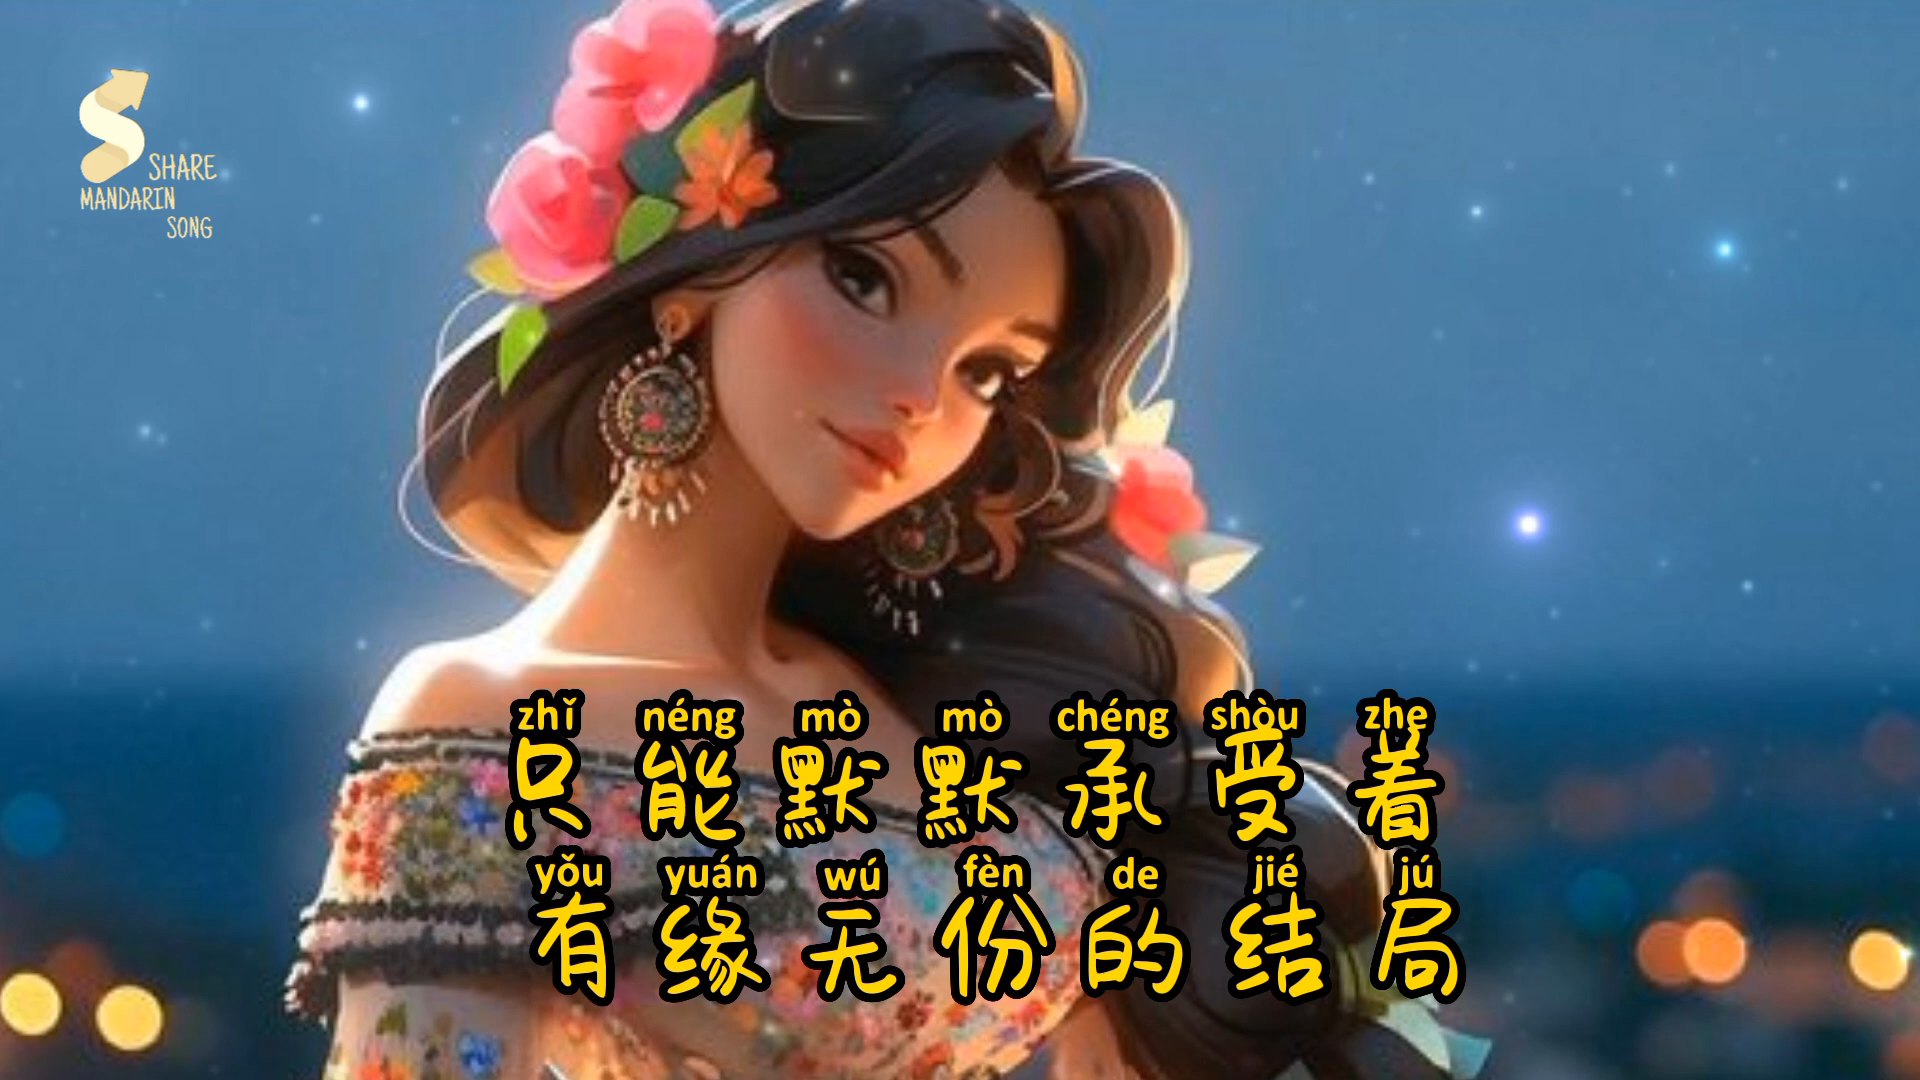 SHARE
MANDARIN
SONG
zhǐ néng mò mò chéng shòu zhe
只能默默承受着
yǒu yuán wú fèn de jié jú
有缘无份的结局